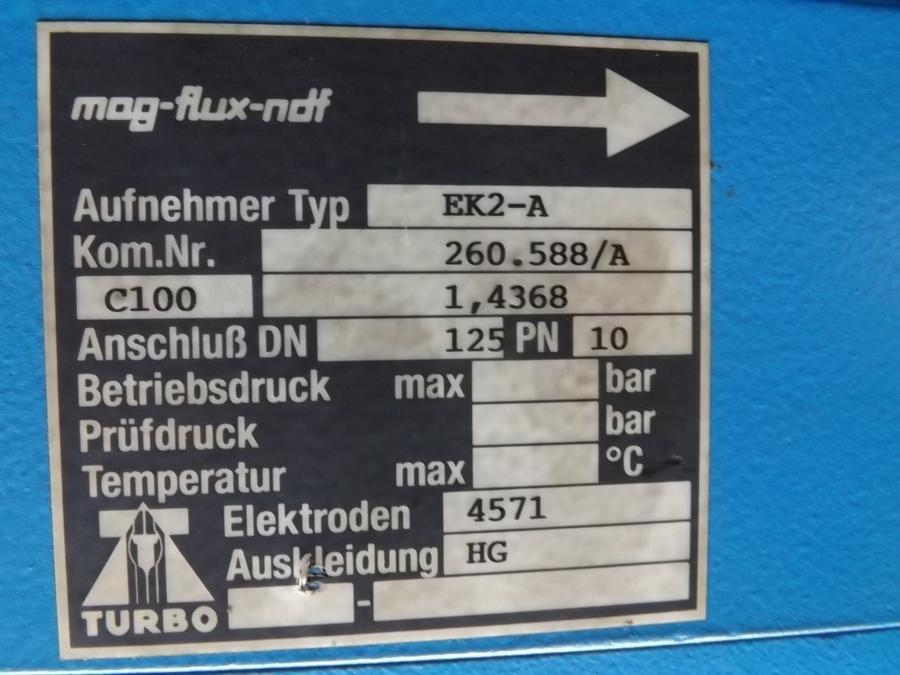 mag-flux-ndf
Aufnehmer Typ EK2-A
Kom.Nr. 260.588/A
C100 1,4368
Anschluß DN 125 PN 10
Betriebsdruck max bar
Prüfdruck bar
Temperatur max °C
Elektroden 4571
Auskleidung HG
-
TURBO